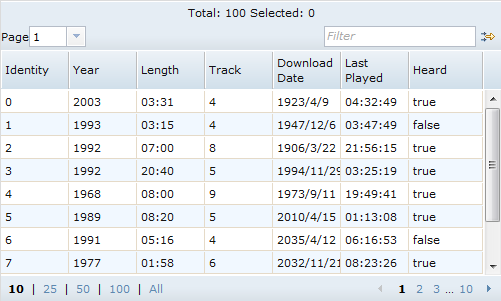 Total: 100 Selected: 0
Page 1 Filter
Identity Year Length Track Download Date Last Played Heard
0 2003 03:31 4 1923/4/9 04:32:49 true
1 1993 03:15 4 1947/12/6 03:47:49 false
2 1992 07:00 8 1906/3/22 21:56:15 true
3 1992 20:40 5 1994/11/29 03:25:19 true
4 1968 08:00 9 1973/9/11 19:49:41 true
5 1989 08:20 5 2010/4/15 01:13:08 true
6 1991 05:16 4 2035/4/12 06:16:53 false
7 1977 01:58 6 2032/11/21 08:23:26 true
10 | 25 | 50 | 100 | All 1 2 3 ... 10